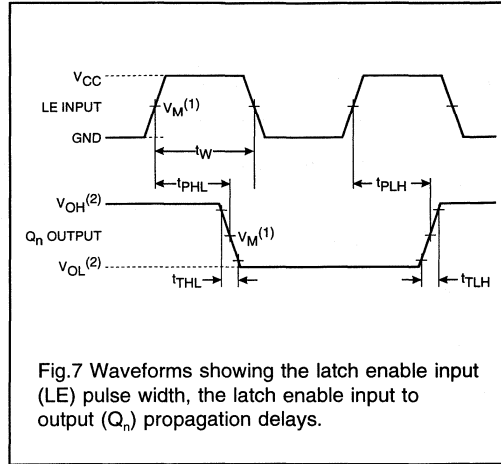 VCC
LE INPUT
VM(1)
GND
tW
tPHL
tPLH
VOH(2)
Qn OUTPUT
VM(1)
VOL(2)
tTHL
tTLH
Fig.7 Waveforms showing the latch enable input
(LE) pulse width, the latch enable input to
output (Qn) propagation delays.